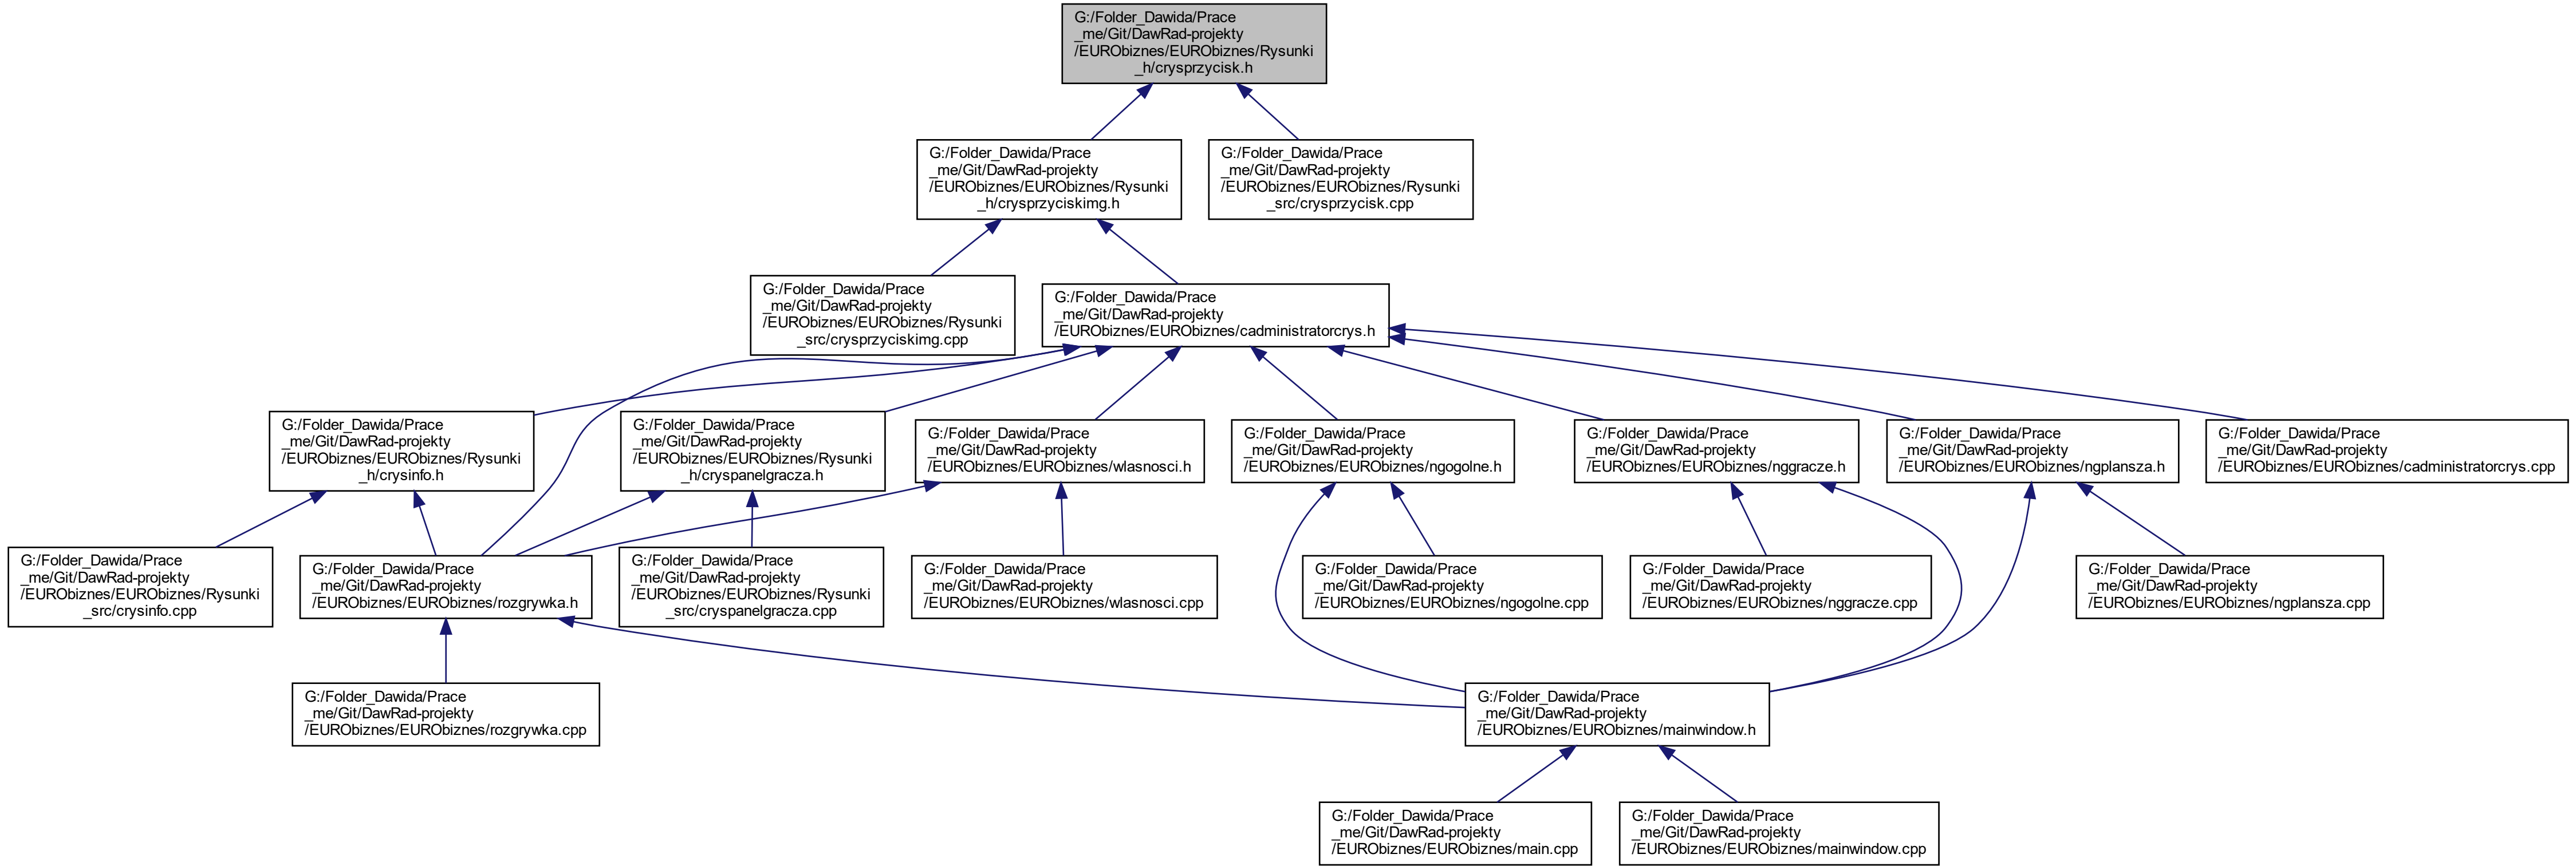 G:/Folder_Dawida/Prace
_me/Git/DawRad-projekty
/EURObiznes/EURObiznes/Rysunki
_h/crysprzycisk.h
G:/Folder_Dawida/Prace
_me/Git/DawRad-projekty
/EURObiznes/EURObiznes/Rysunki
_h/crysprzyciskimg.h
G:/Folder_Dawida/Prace
_me/Git/DawRad-projekty
/EURObiznes/EURObiznes/Rysunki
_src/crysprzycisk.cpp
G:/Folder_Dawida/Prace
_me/Git/DawRad-projekty
/EURObiznes/EURObiznes/Rysunki
_src/crysprzyciskimg.cpp
G:/Folder_Dawida/Prace
_me/Git/DawRad-projekty
/EURObiznes/EURObiznes/cadministratorcrys.h
G:/Folder_Dawida/Prace
_me/Git/DawRad-projekty
/EURObiznes/EURObiznes/Rysunki
_h/crysinfo.h
G:/Folder_Dawida/Prace
_me/Git/DawRad-projekty
/EURObiznes/EURObiznes/Rysunki
_h/cryspanelgracza.h
G:/Folder_Dawida/Prace
_me/Git/DawRad-projekty
/EURObiznes/EURObiznes/wlasnosci.h
G:/Folder_Dawida/Prace
_me/Git/DawRad-projekty
/EURObiznes/EURObiznes/ngogolne.h
G:/Folder_Dawida/Prace
_me/Git/DawRad-projekty
/EURObiznes/EURObiznes/nggracze.h
G:/Folder_Dawida/Prace
_me/Git/DawRad-projekty
/EURObiznes/EURObiznes/ngplansza.h
G:/Folder_Dawida/Prace
_me/Git/DawRad-projekty
/EURObiznes/EURObiznes/cadministratorcrys.cpp
G:/Folder_Dawida/Prace
_me/Git/DawRad-projekty
/EURObiznes/EURObiznes/Rysunki
_src/crysinfo.cpp
G:/Folder_Dawida/Prace
_me/Git/DawRad-projekty
/EURObiznes/EURObiznes/rozgrywka.h
G:/Folder_Dawida/Prace
_me/Git/DawRad-projekty
/EURObiznes/EURObiznes/Rysunki
_src/cryspanelgracza.cpp
G:/Folder_Dawida/Prace
_me/Git/DawRad-projekty
/EURObiznes/EURObiznes/wlasnosci.cpp
G:/Folder_Dawida/Prace
_me/Git/DawRad-projekty
/EURObiznes/EURObiznes/ngogolne.cpp
G:/Folder_Dawida/Prace
_me/Git/DawRad-projekty
/EURObiznes/EURObiznes/nggracze.cpp
G:/Folder_Dawida/Prace
_me/Git/DawRad-projekty
/EURObiznes/EURObiznes/ngplansza.cpp
G:/Folder_Dawida/Prace
_me/Git/DawRad-projekty
/EURObiznes/EURObiznes/rozgrywka.cpp
G:/Folder_Dawida/Prace
_me/Git/DawRad-projekty
/EURObiznes/EURObiznes/mainwindow.h
G:/Folder_Dawida/Prace
_me/Git/DawRad-projekty
/EURObiznes/EURObiznes/main.cpp
G:/Folder_Dawida/Prace
_me/Git/DawRad-projekty
/EURObiznes/EURObiznes/mainwindow.cpp